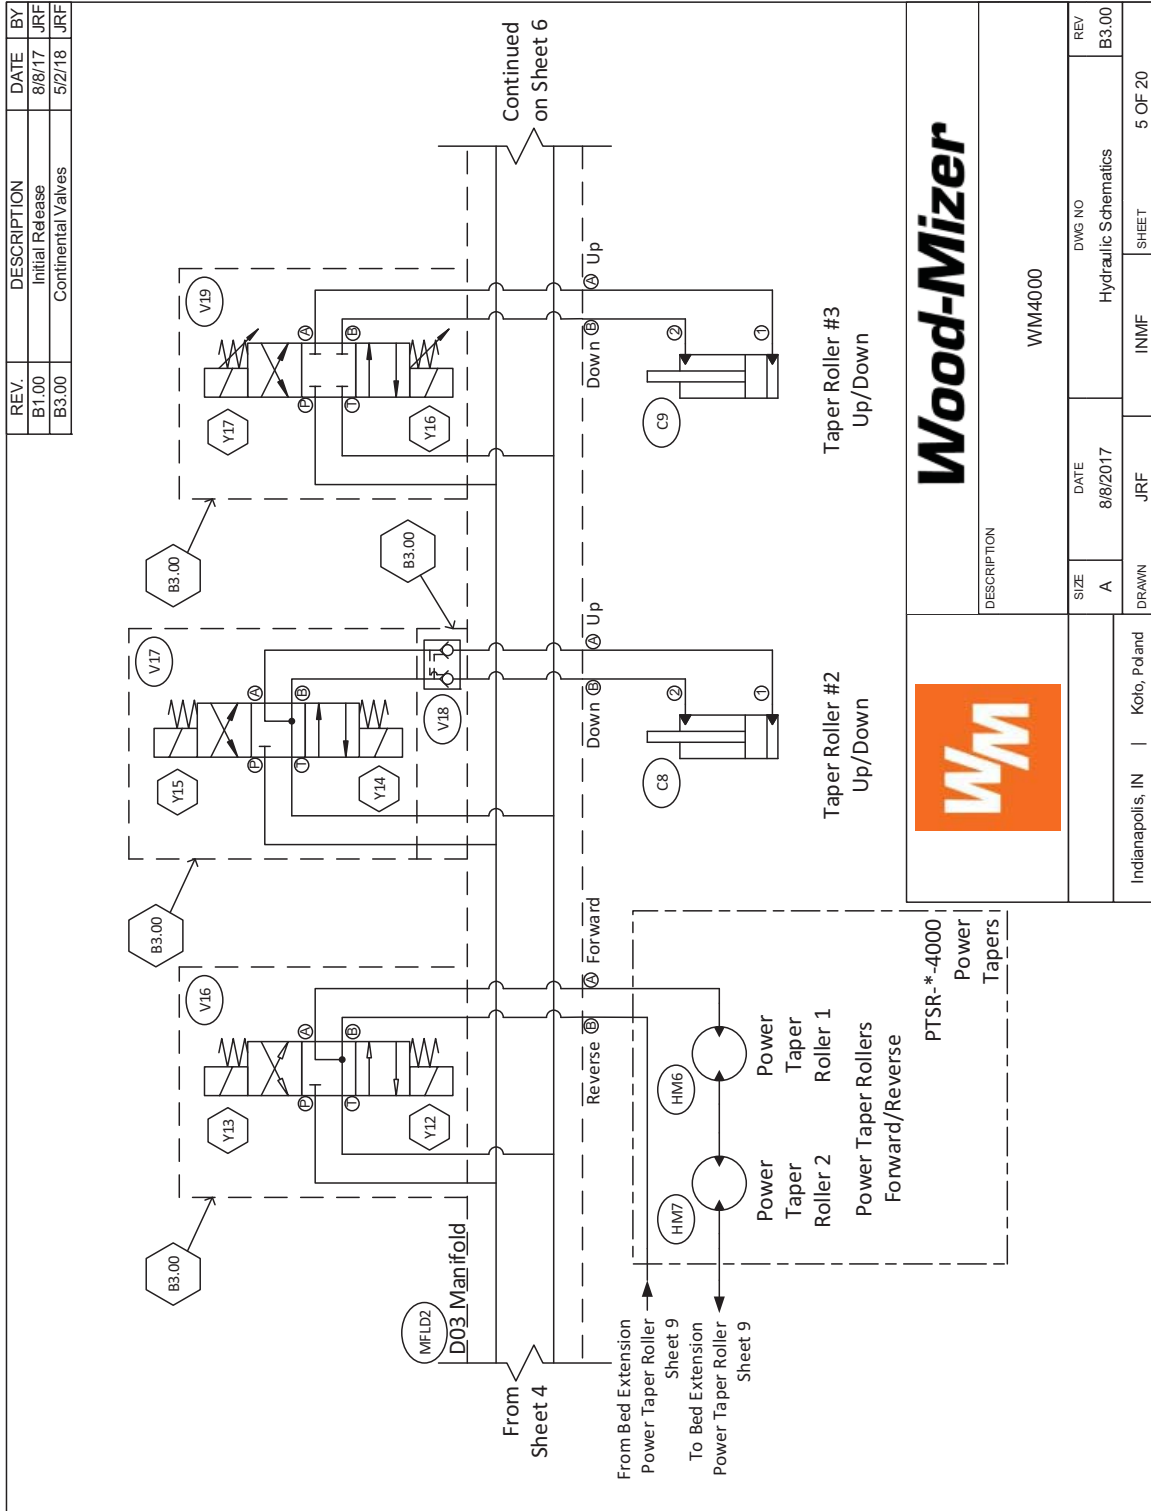 REV. DESCRIPTION DATE BY
B1.00 Initial Release 8/8/17 JRF
B3.00 Continental Valves 5/2/18 JRF
B3.00
V16
Y13
Y12
P
T
A
B
B3.00
V17
Y15
Y14
P
T
A
B
V18
B3.00
B3.00
V19
Y17
Y16
P
T
A
B
MFLD2
D03 Manifold
From
Sheet 4
Continued
on Sheet 6
Reverse B
A Forward
Down B
A Up
Down B
A Up
From Bed Extension
Power Taper Roller
Sheet 9
To Bed Extension
Power Taper Roller
Sheet 9
HM7
HM6
Power
Taper
Roller 2
Power
Taper
Roller 1
Power Taper Rollers
Forward/Reverse
PTSR-*-4000
Power
Tapers
C8
2
1
Taper Roller #2
Up/Down
C9
2
1
Taper Roller #3
Up/Down
WM
Wood-Mizer
DESCRIPTION
WM4000
SIZE
A
DATE
8/8/2017
DWG NO
Hydraulic Schematics
REV
B3.00
Indianapolis, IN | Koło, Poland
DRAWN
JRF
INMF
SHEET
5 OF 20